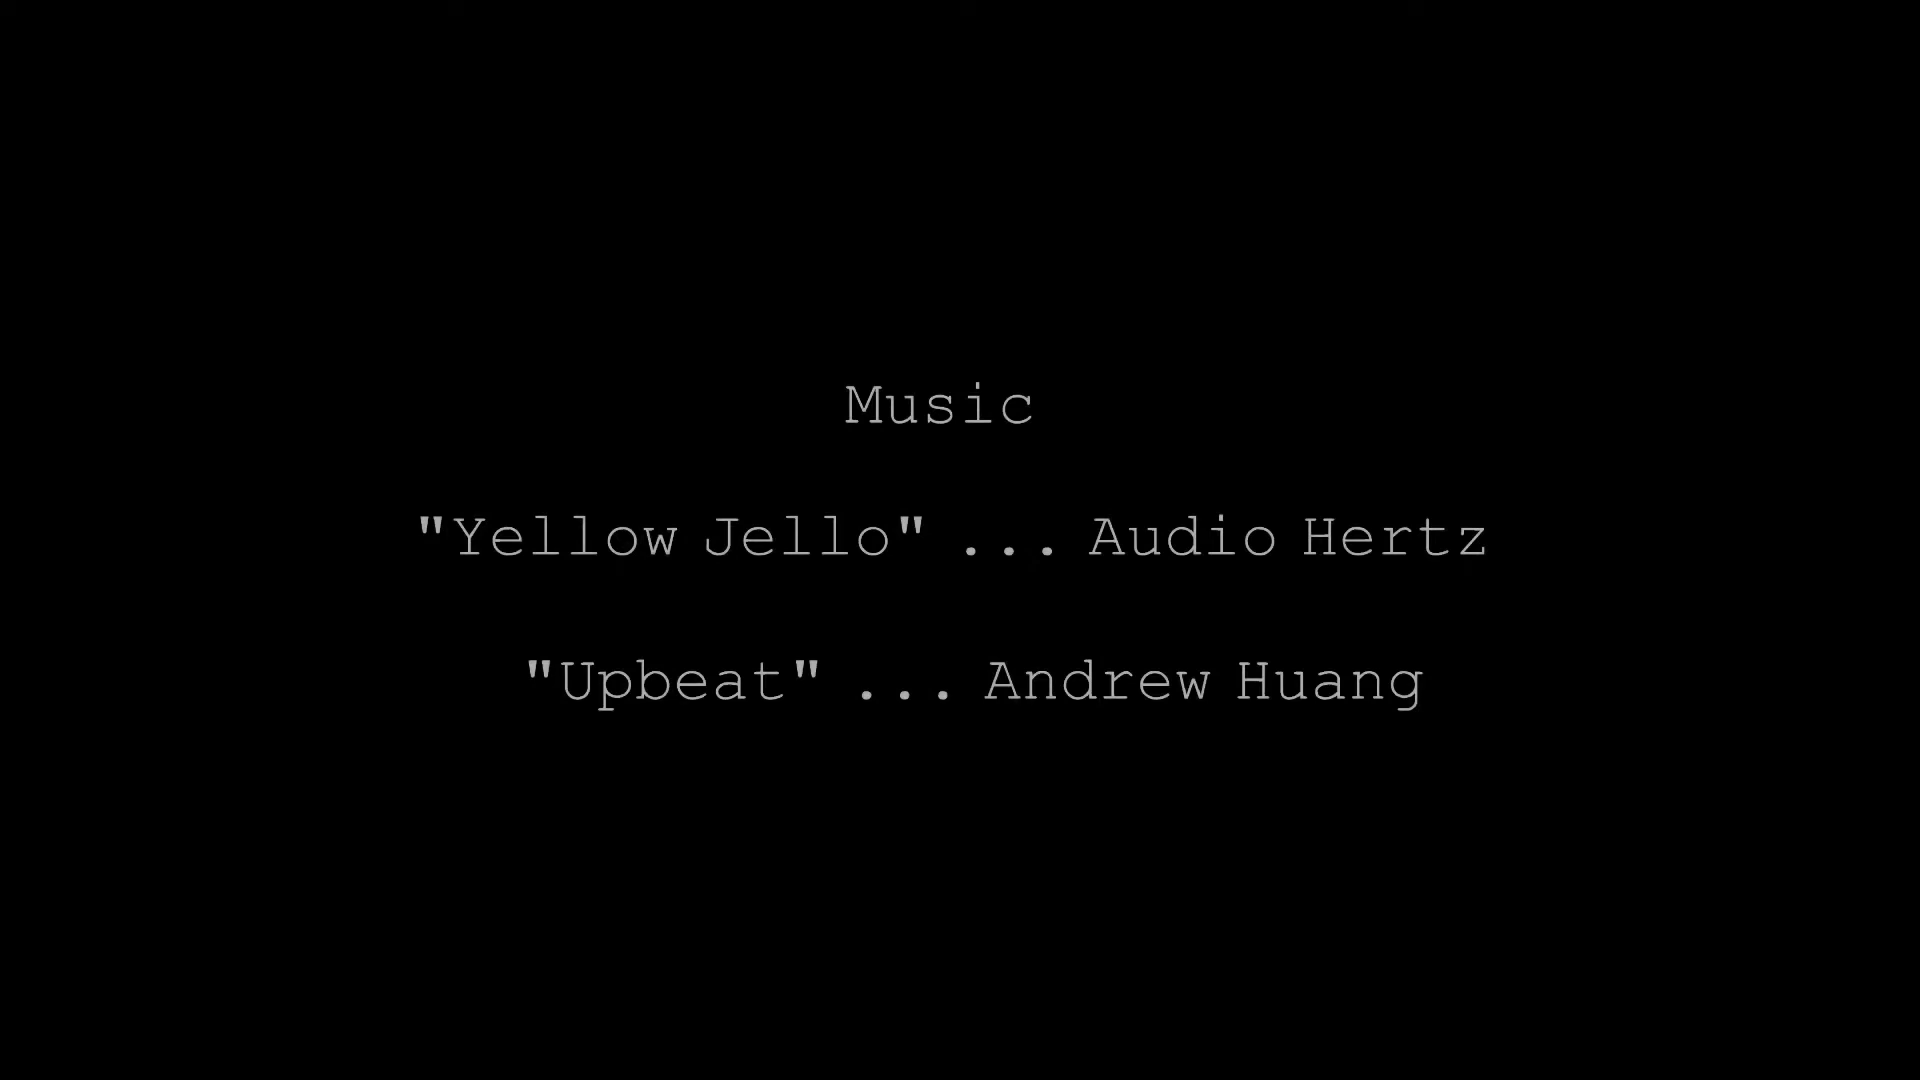 Music
"Yellow Jello" ... Audio Hertz
"Upbeat" ... Andrew Huang